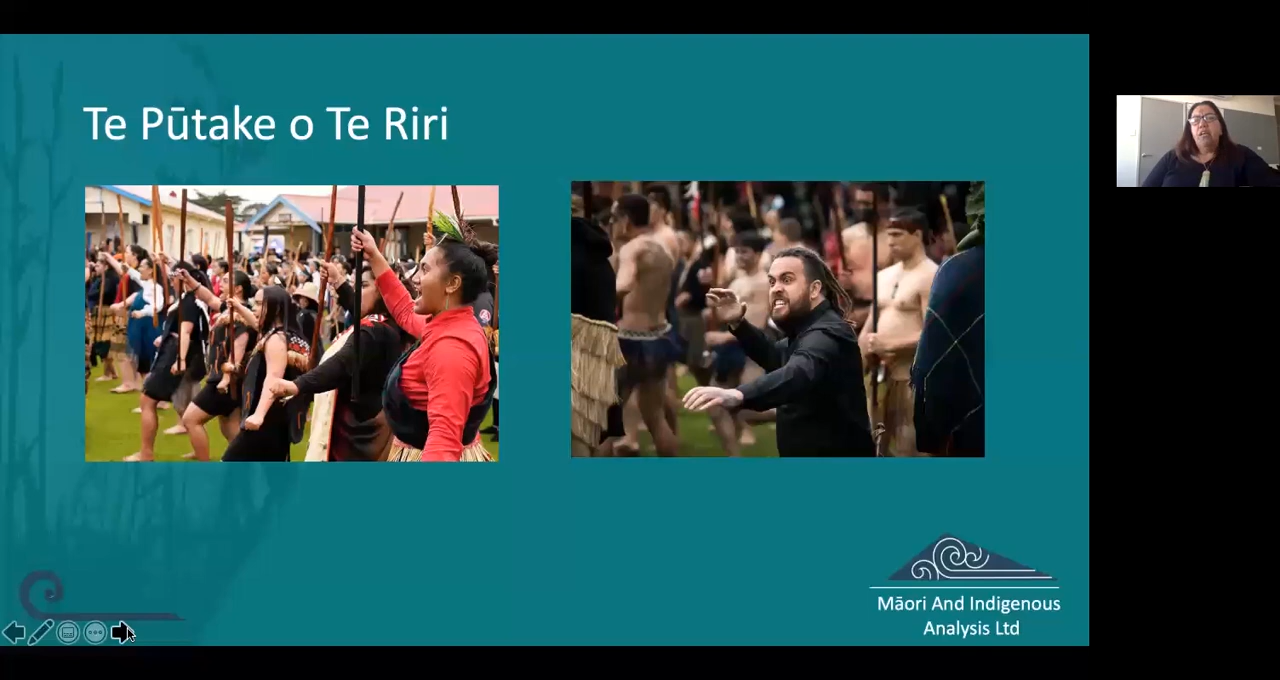 Te Pūtake o Te Riri
Māori And Indigenous
Analysis Ltd